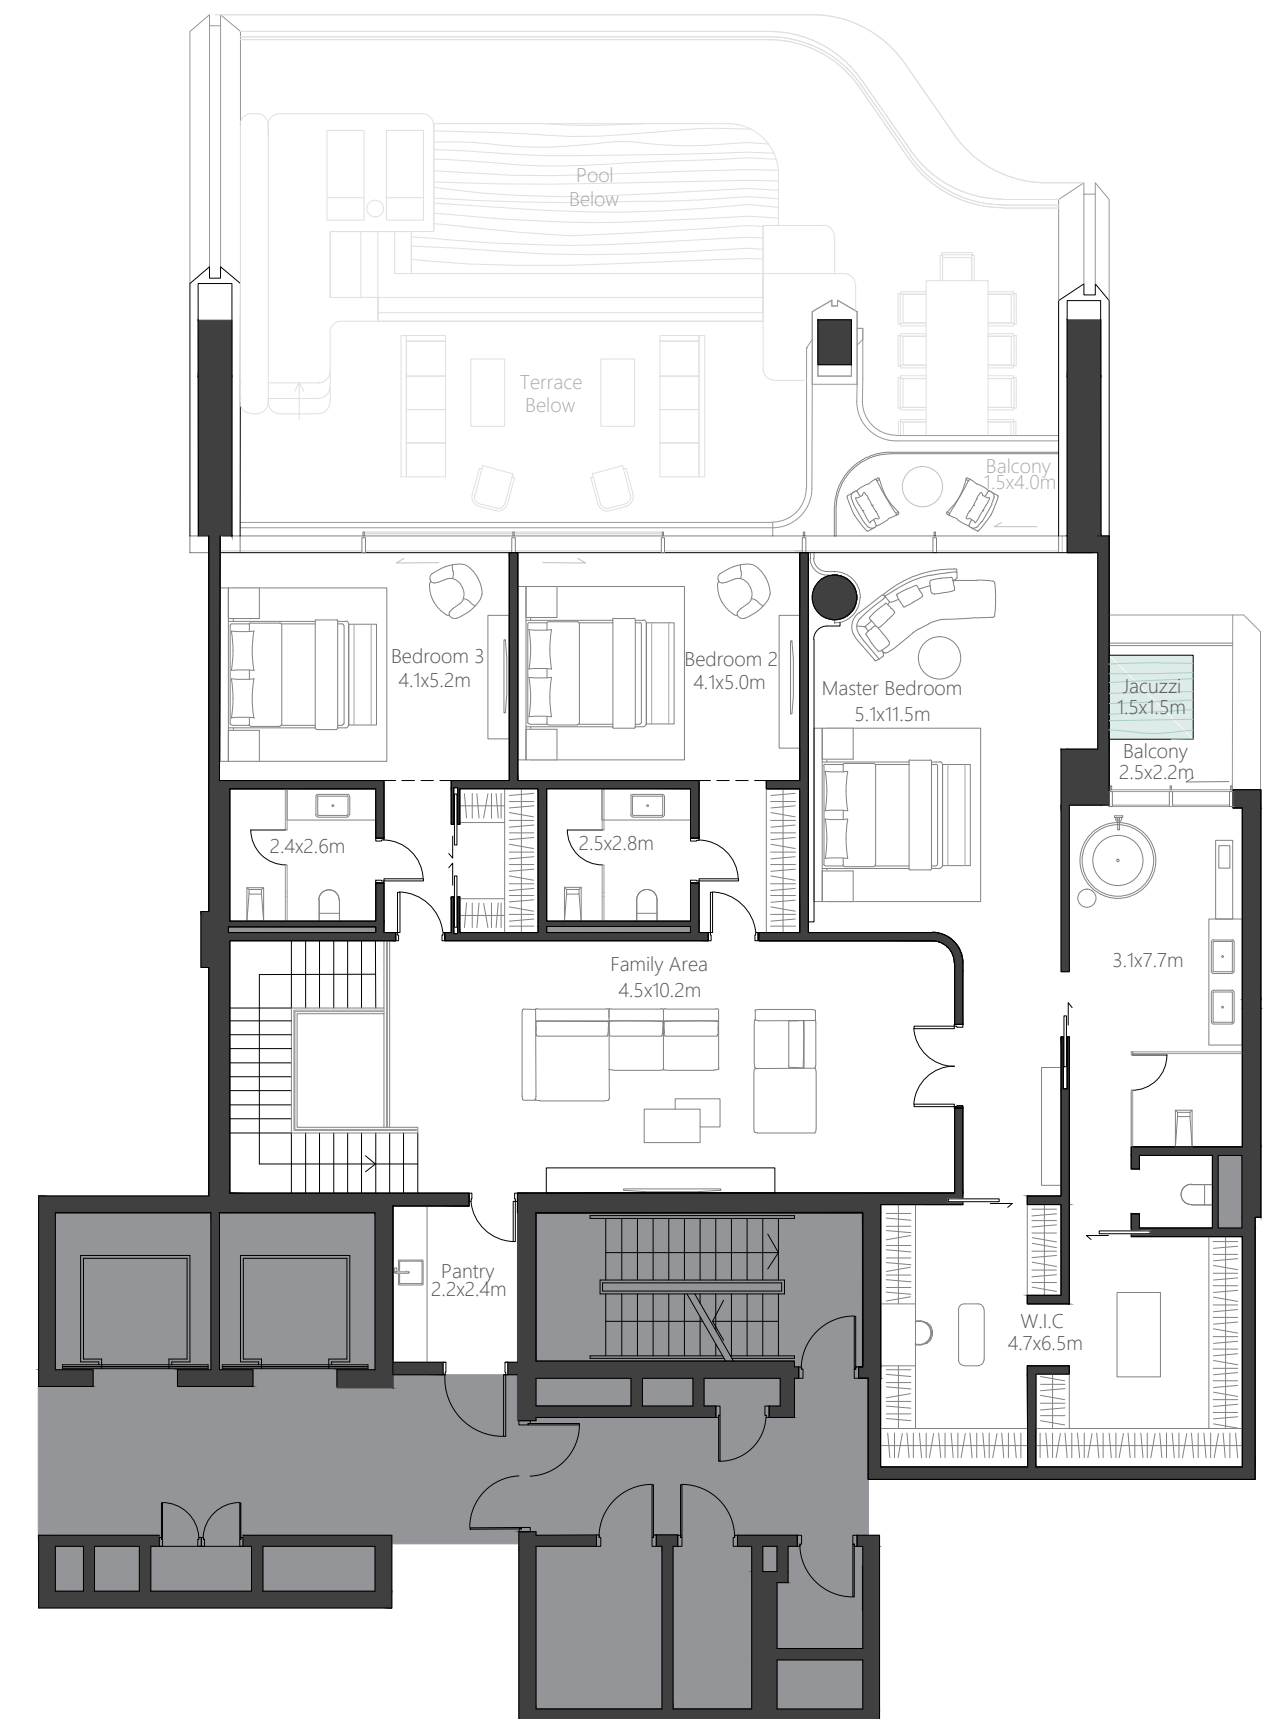 Pool
Below
Terrace
Below
Balcony
1.5x4.0m
Bedroom 3
4.1x5.2m
Bedroom 2
4.1x5.0m
Master Bedroom
5.1x11.5m
Jacuzzi
1.5x1.5m
Balcony
2.5x2.2m
2.4x2.6m
2.5x2.8m
3.1x7.7m
Family Area
4.5x10.2m
Pantry
2.2x2.4m
W.I.C
4.7x6.5m